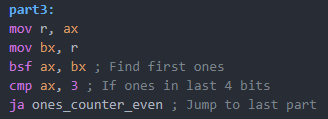 part3:
mov r, ax
mov bx, r
bsf ax, bx ; Find first ones
cmp ax, 3 ; If ones in last 4 bits
ja ones_counter_even ; Jump to last part